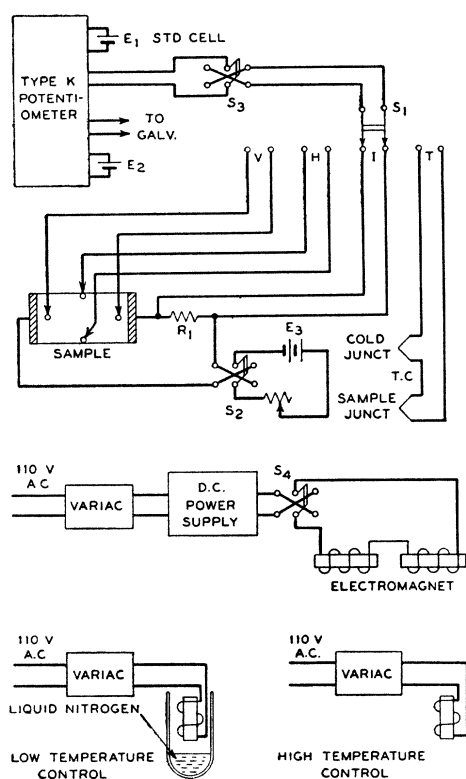 E1 STD CELL
TYPE K
POTENTI-
OMETER
S3
S1
TO
GALV.
E2
V
H
I
T
SAMPLE
R1
E3
S2
COLD
JUNCT
T.C
SAMPLE
JUNCT
110 V
A.C
VARIAC
D.C.
POWER
SUPPLY
S4
ELECTROMAGNET
110 V
A.C.
VARIAC
LIQUID NITROGEN
LOW TEMPERATURE
CONTROL
110 V
A.C.
VARIAC
HIGH TEMPERATURE
CONTROL